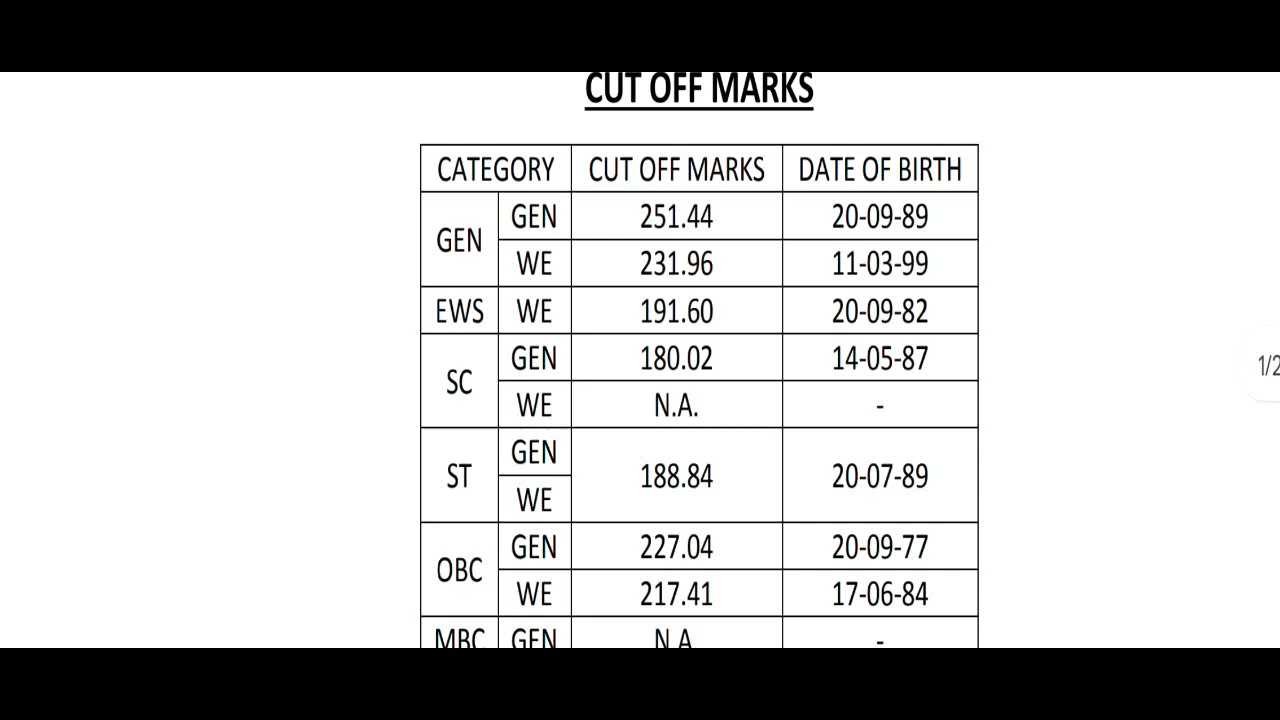 CUT OFF MARKS
CATEGORY CUT OFF MARKS DATE OF BIRTH
GEN GEN 251.44 20-09-89
WE 231.96 11-03-99
EWS WE 191.60 20-09-82
SC GEN 180.02 14-05-87
WE N.A. -
ST GEN 188.84 20-07-89
WE
OBC GEN 227.04 20-09-77
WE 217.41 17-06-84
MBC GEN N.A -
1/2